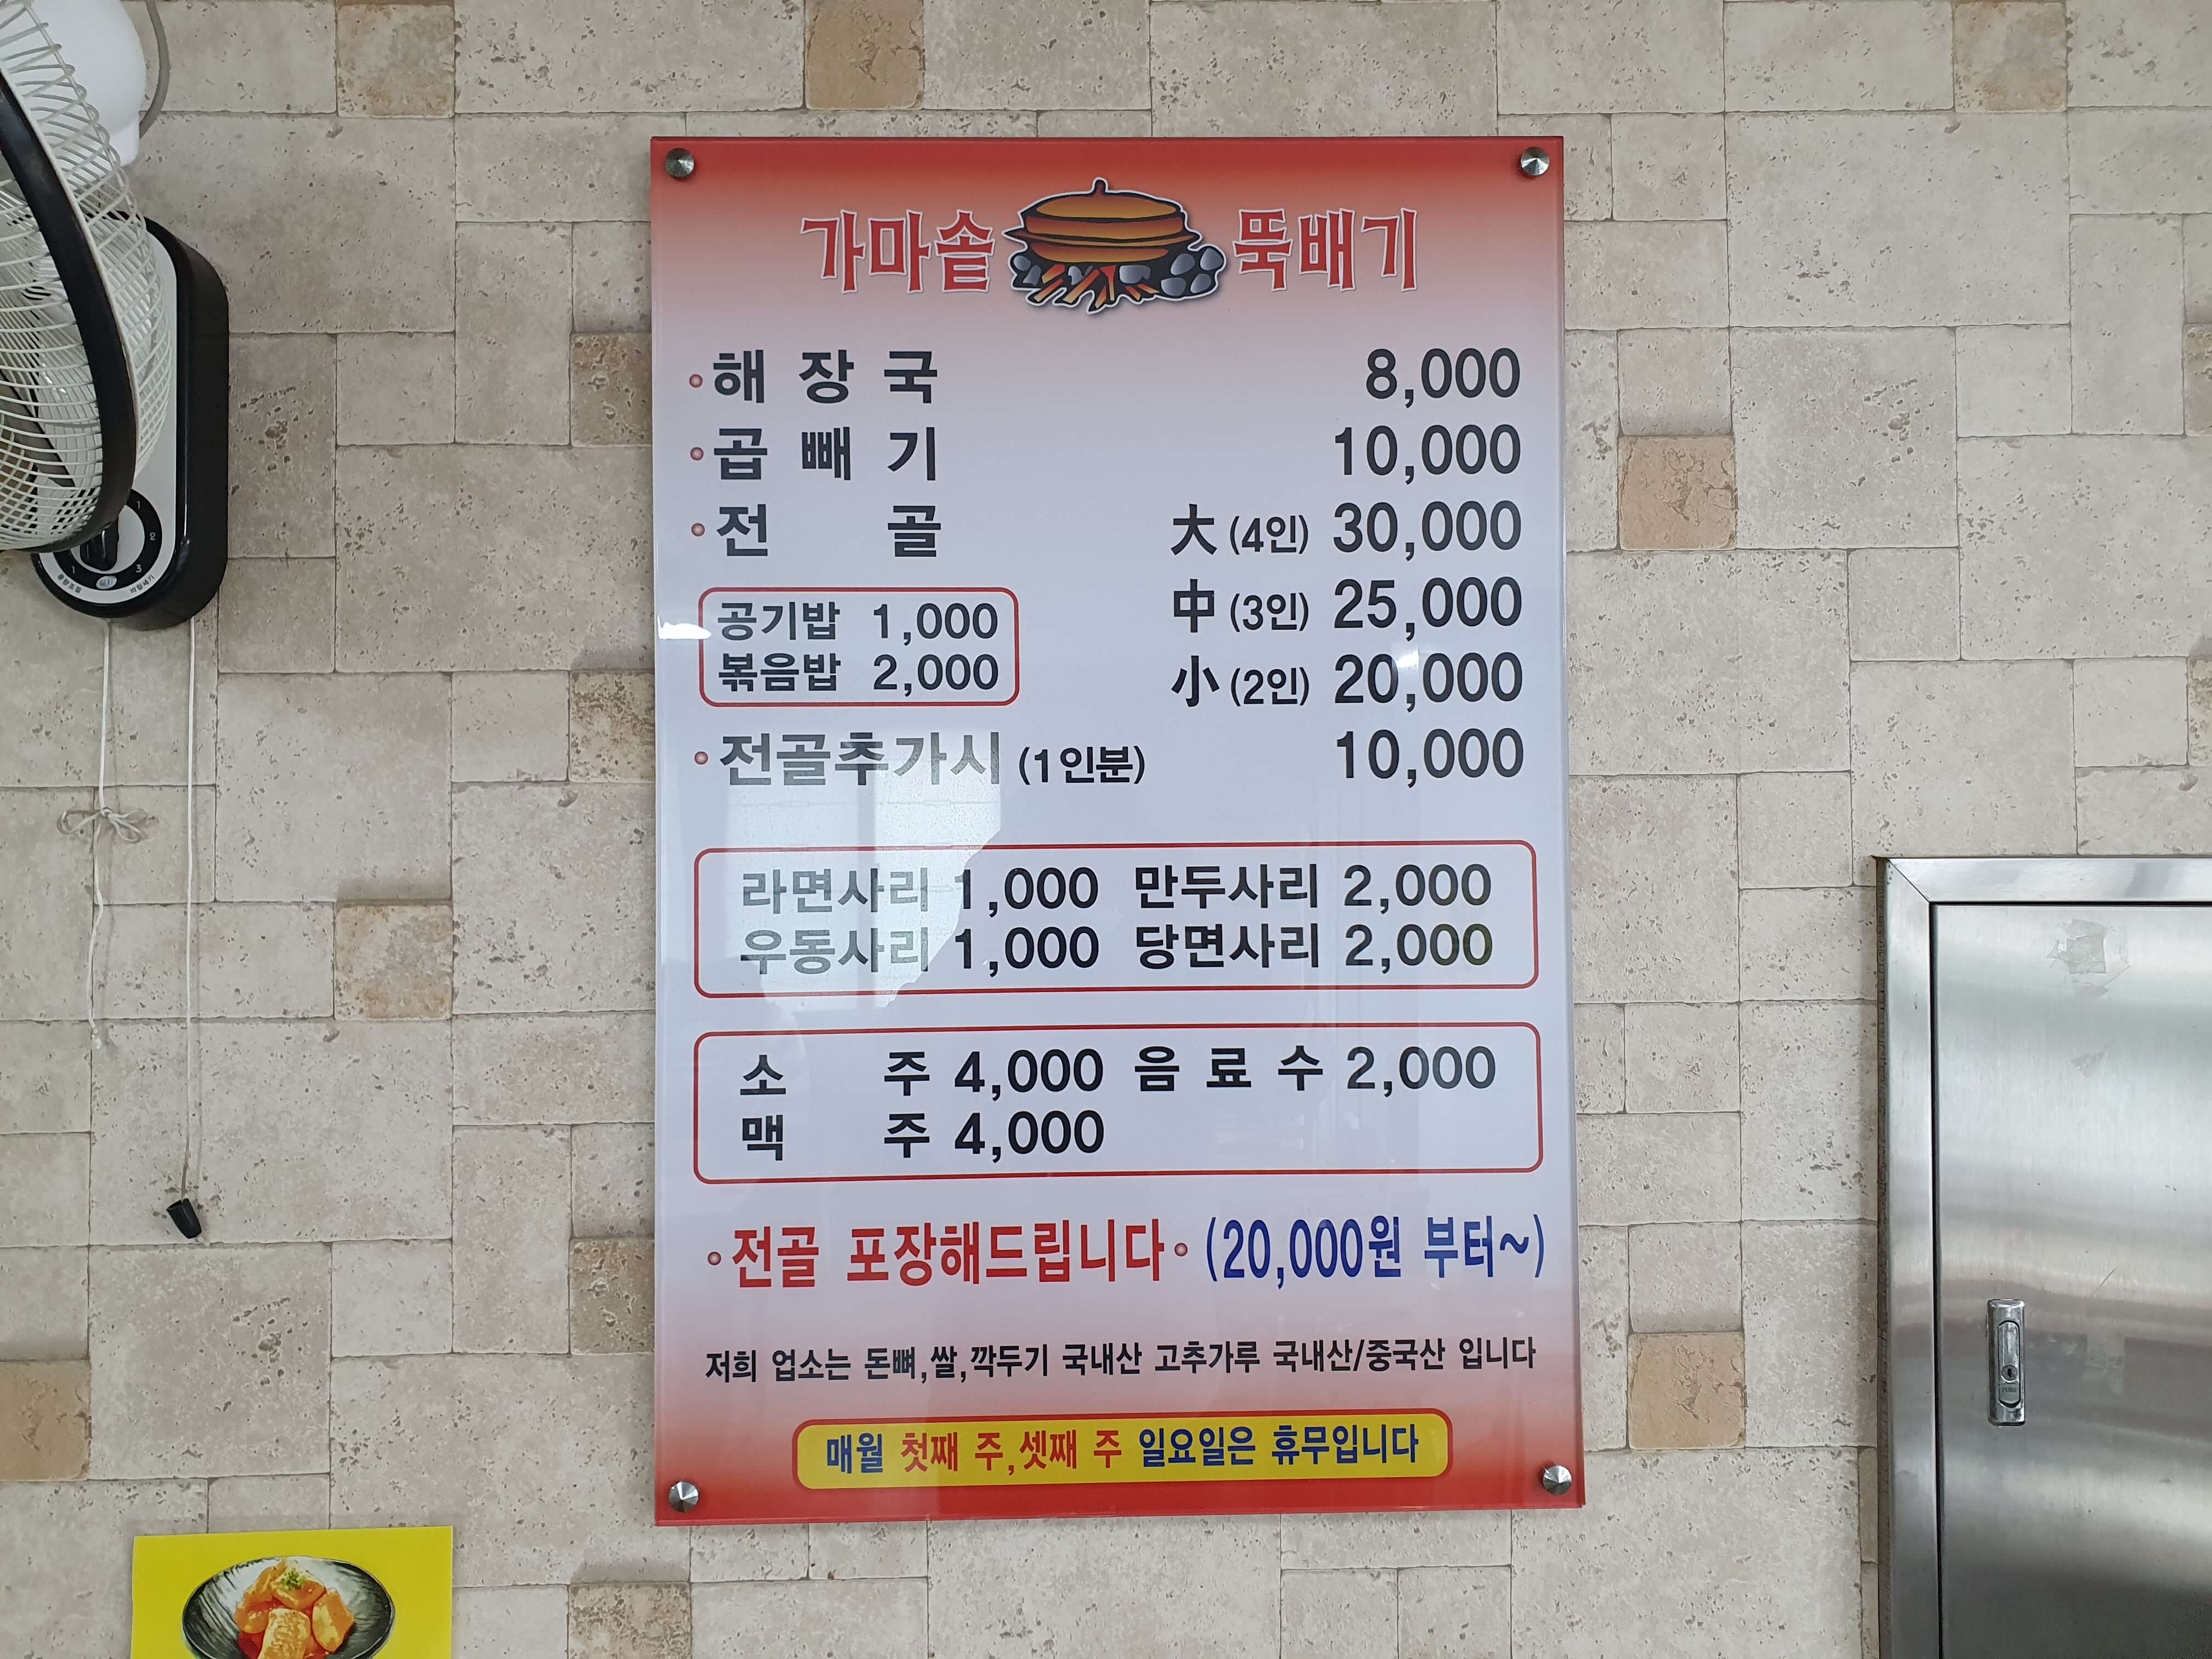 가마솥 뚝배기
해장국 8,000
곱빼기 10,000
전골 大 (4인) 30,000
中 (3인) 25,000
小 (2인) 20,000
공기밥 1,000
볶음밥 2,000
전골추가시 (1인분) 10,000
라면사리 1,000 만두사리 2,000
우동사리 1,000 당면사리 2,000
소주 4,000 음료수 2,000
맥주 4,000
전골 포장해드립니다 (20,000원 부터~)
저희 업소는 돈뼈,쌀,깍두기 국내산 고추가루 국내산/중국산 입니다
매월 첫째 주,셋째 주 일요일은 휴무입니다